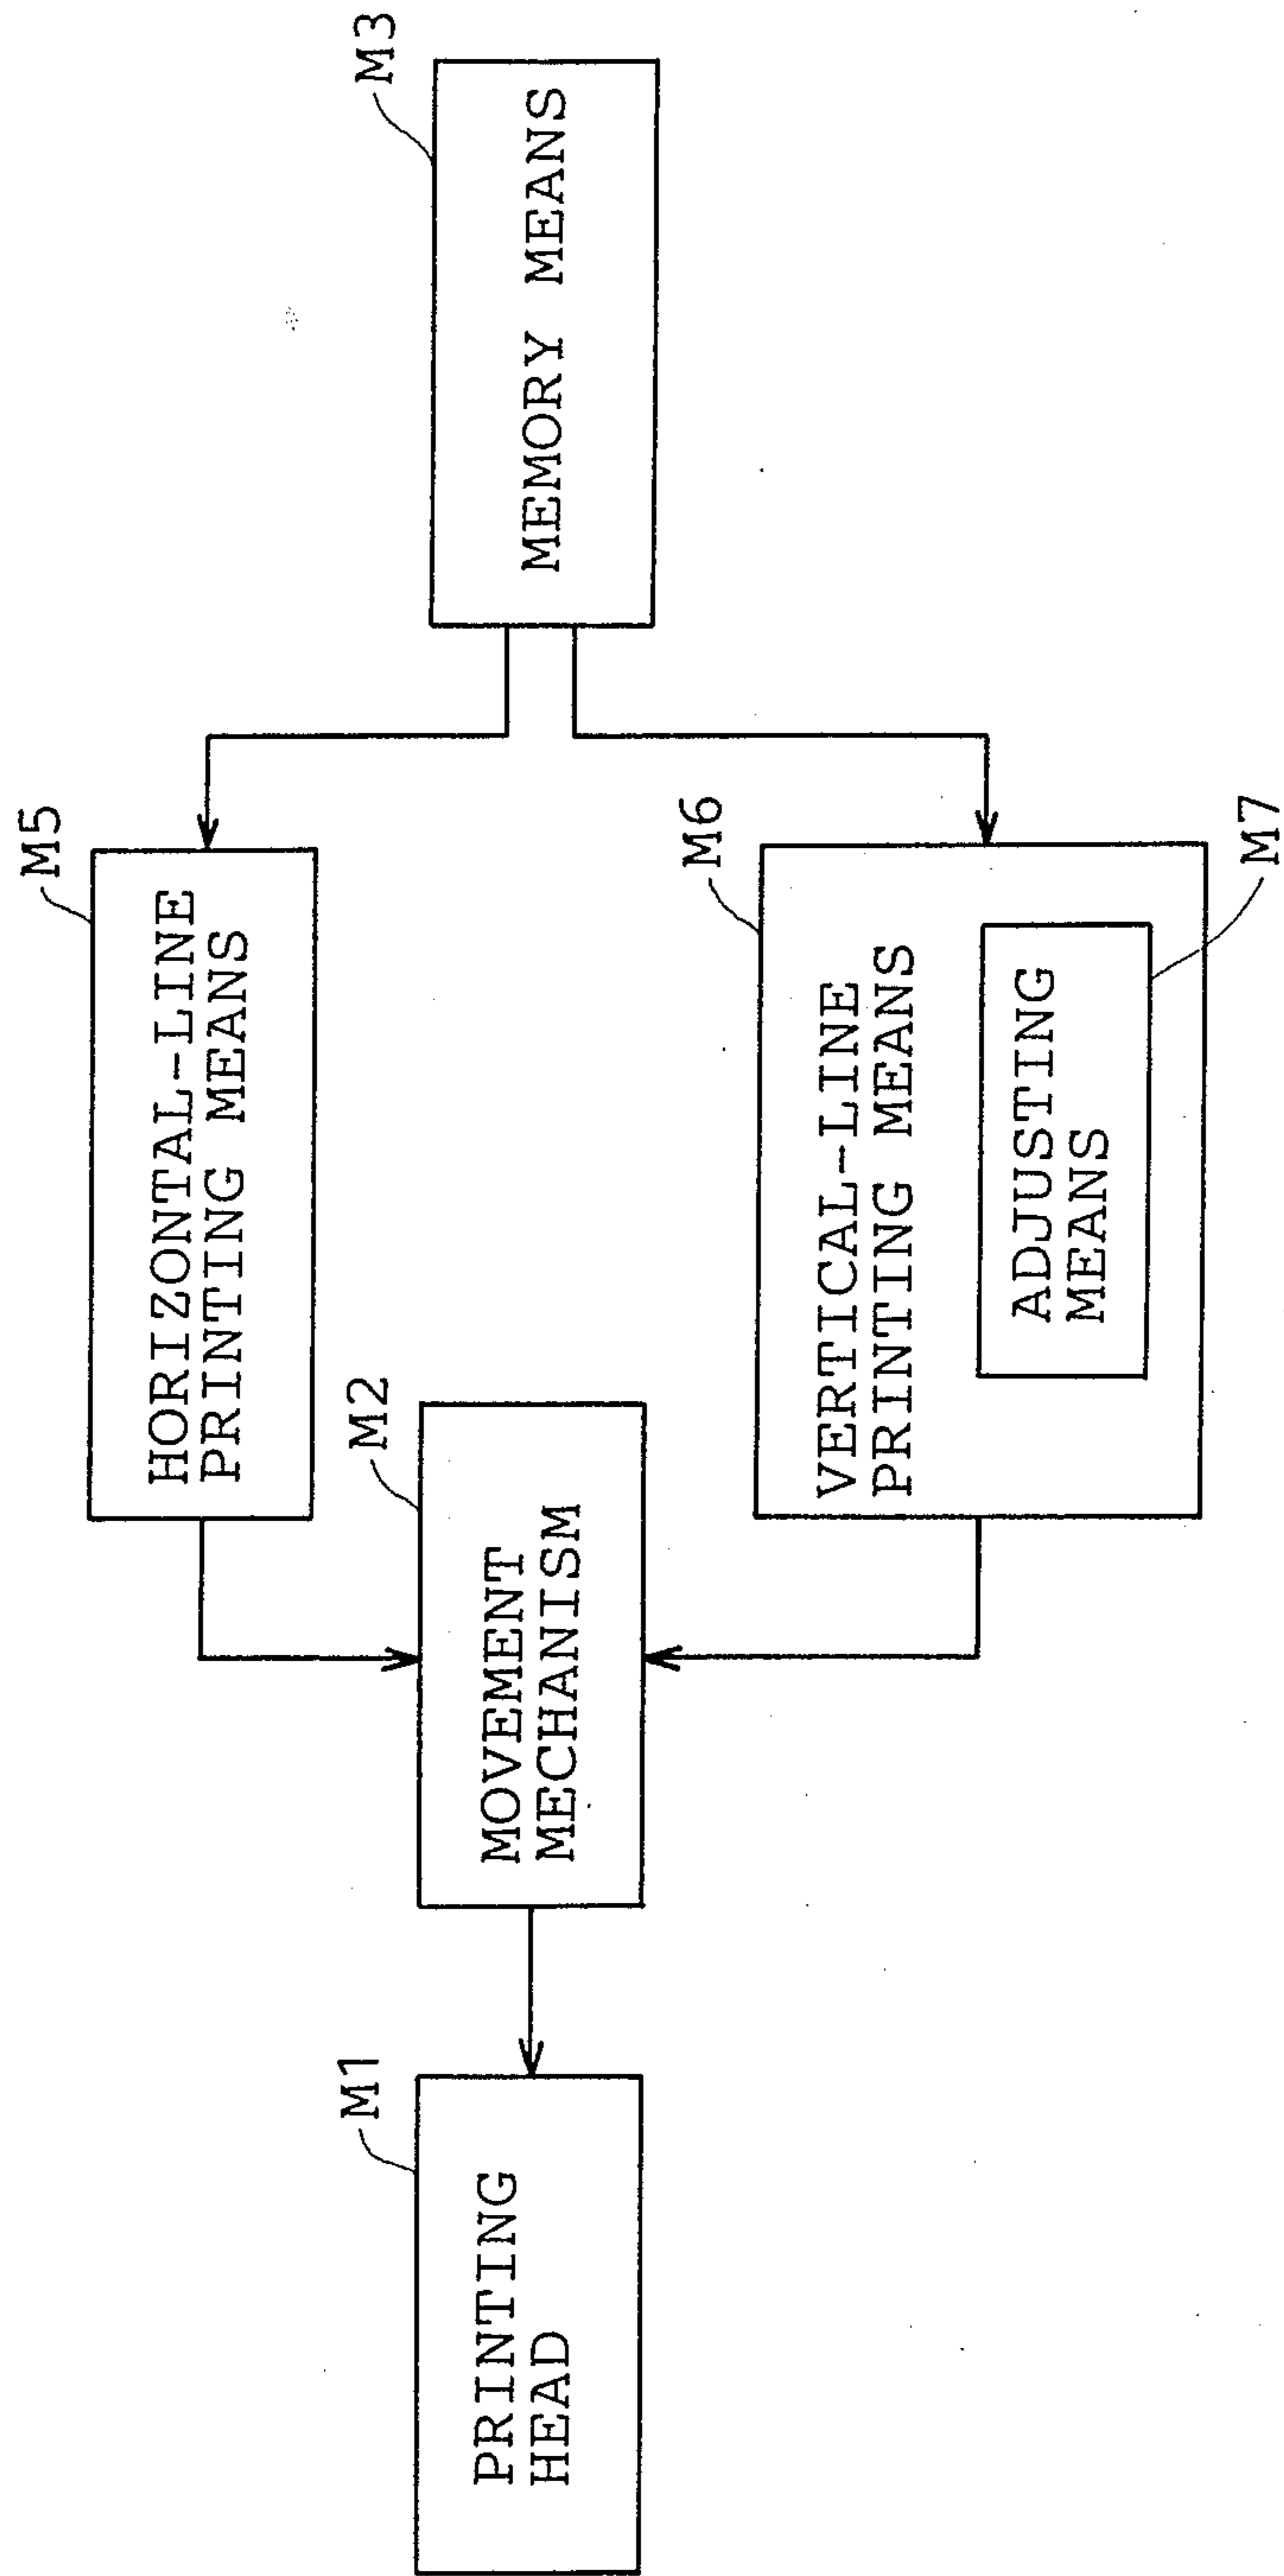 M5
HORIZONTAL-LINE
PRINTING MEANS
M3
MEMORY MEANS
M2
MOVEMENT
MECHANISM
M1
PRINTING
HEAD
M6
VERTICAL-LINE
PRINTING MEANS
ADJUSTING
MEANS
M7